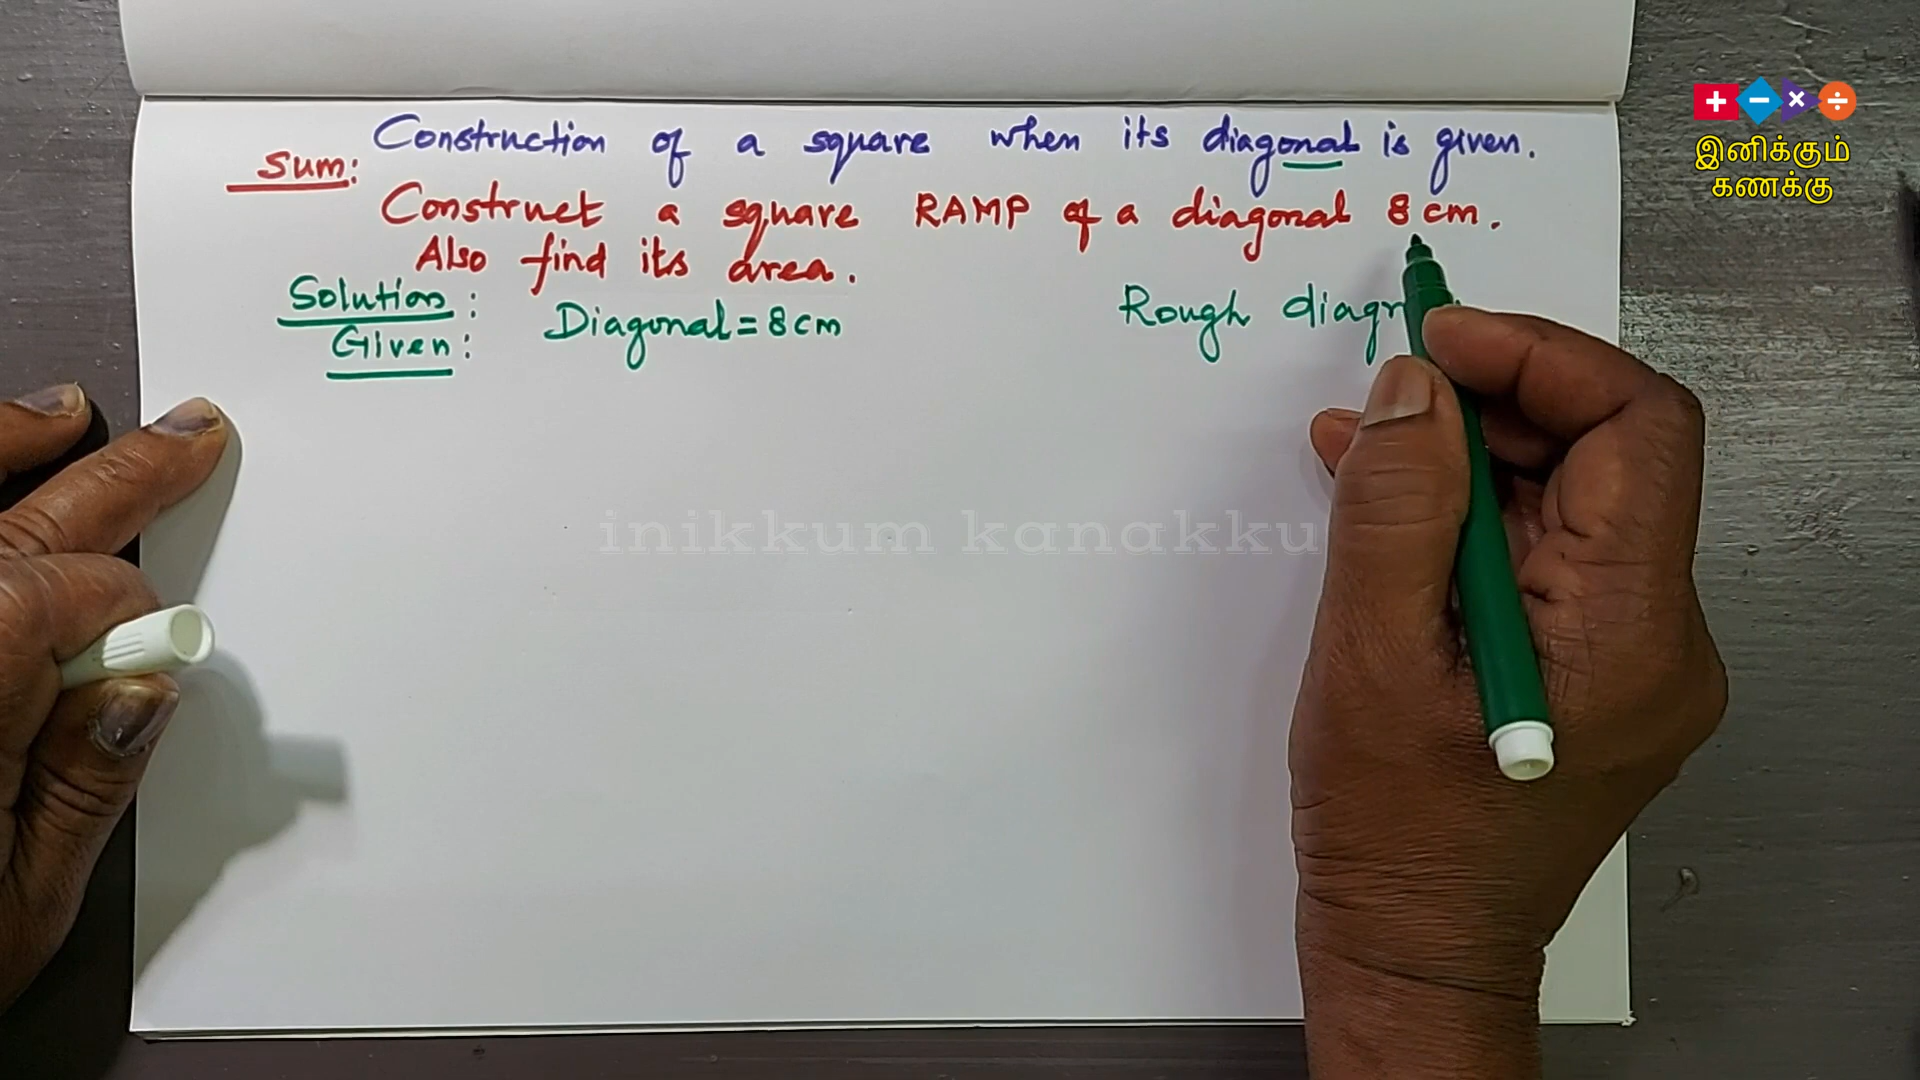 Construction of a square when its diagonal is given.
Sum:
Construct a square RAMP of a diagonal 8 cm.
Also find its area.
Solution:
Given: Diagonal = 8 cm
Rough
inikkum kanakku
+ − × ÷
இனிக்கும்
கணக்கு